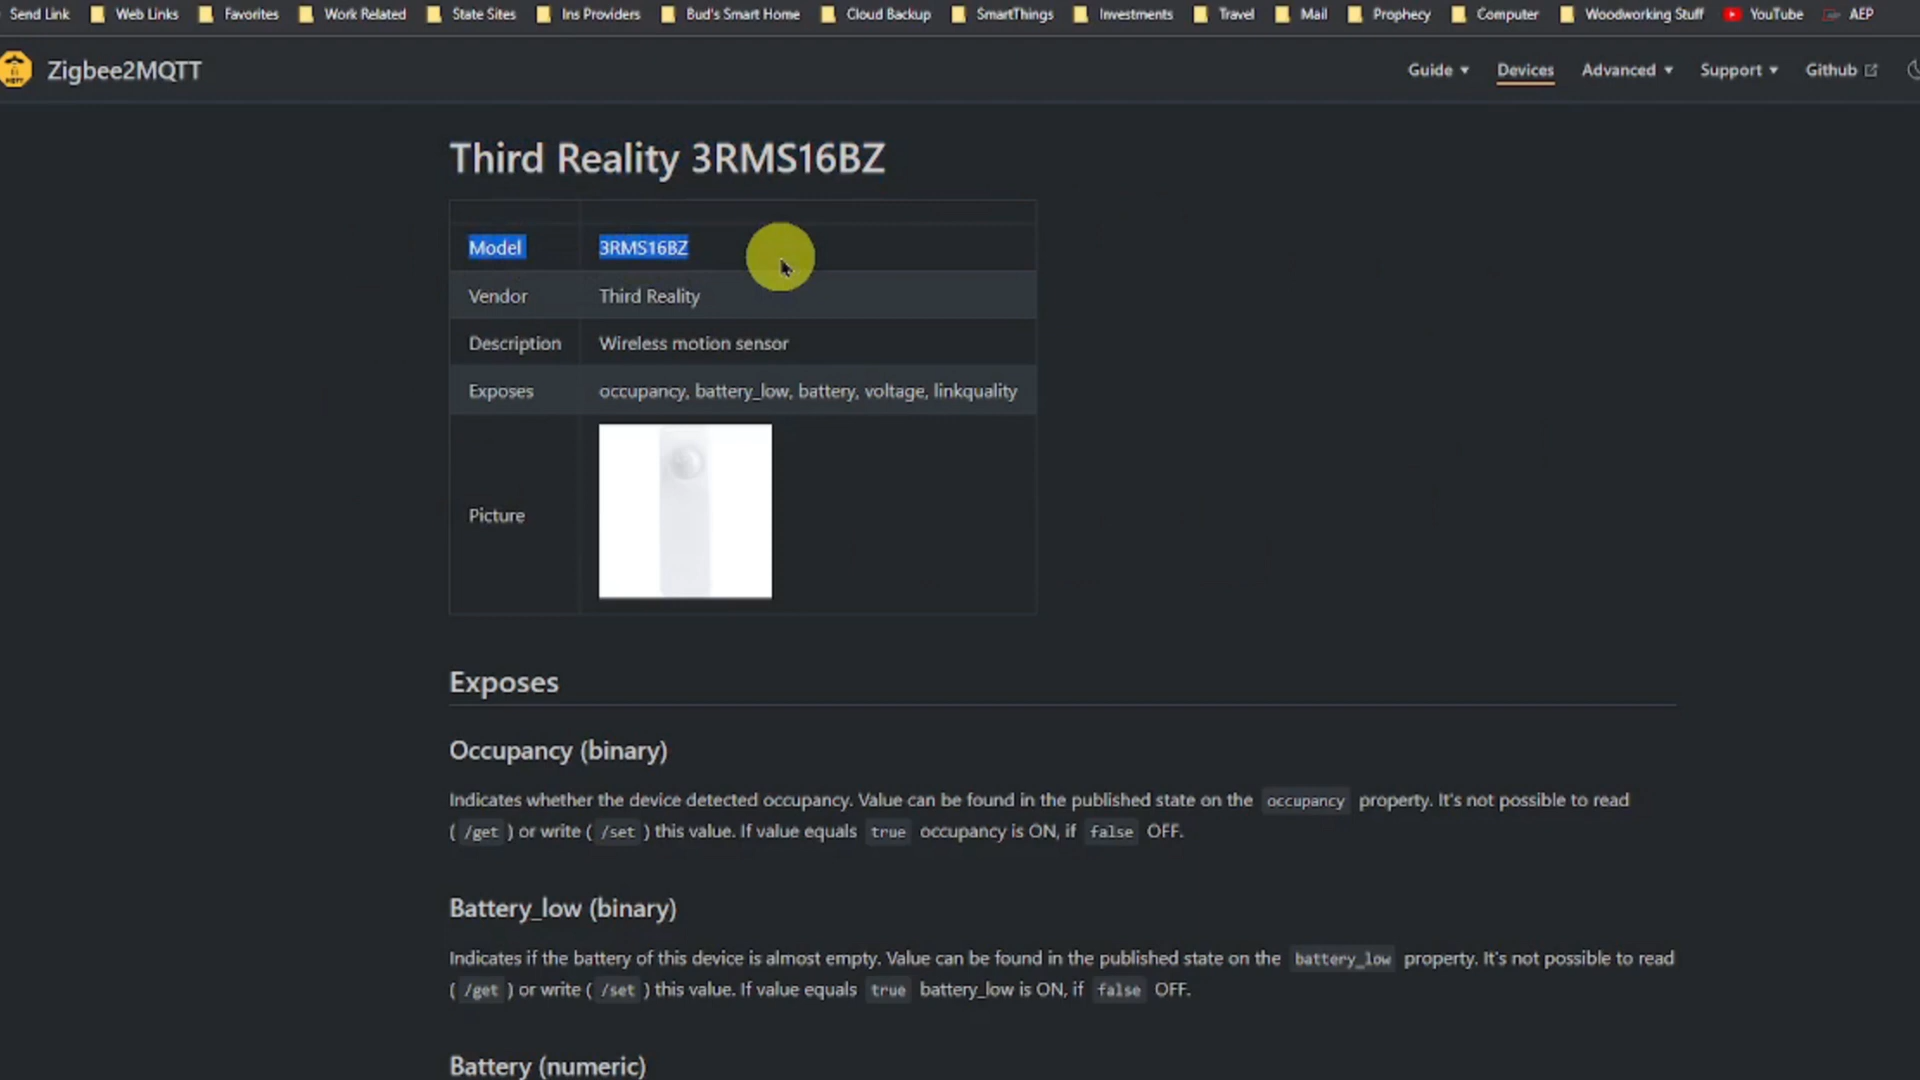 Send Link Web Links Favorites Work Related State Sites Ins Providers Bud's Smart Home Cloud Backup SmartThings Investments Travel Mail Prophecy Computer Woodworking Stuff YouTube AEP
Zigbee2MQTT Guide Devices Advanced Support Github
Third Reality 3RMS16BZ
Model 3RMS16BZ
Vendor Third Reality
Description Wireless motion sensor
Exposes occupancy, battery_low, battery, voltage, linkquality
Picture
Exposes
Occupancy (binary)
Indicates whether the device detected occupancy. Value can be found in the published state on the occupancy property. It's not possible to read
( /get ) or write ( /set ) this value. If value equals true occupancy is ON, if false OFF.
Battery_low (binary)
Indicates if the battery of this device is almost empty. Value can be found in the published state on the battery_low property. It's not possible to read
( /get ) or write ( /set ) this value. If value equals true battery_low is ON, if false OFF.
Battery (numeric)